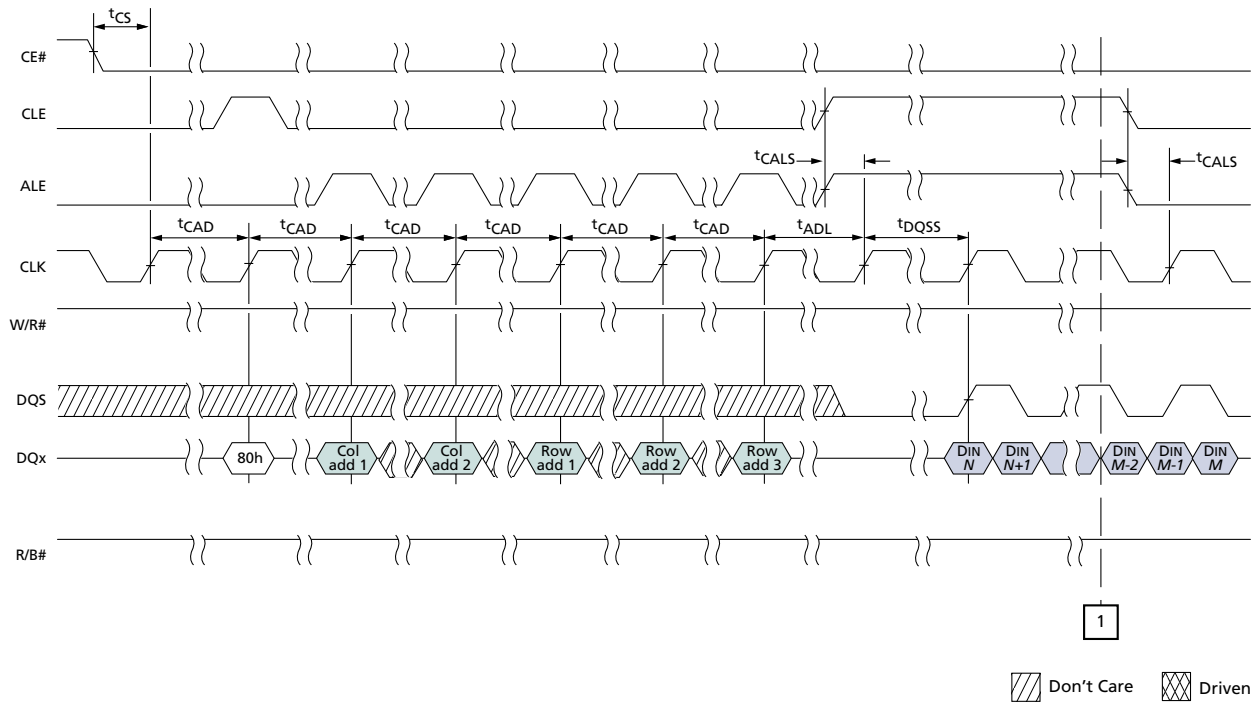 tCS
CE#
CLE
tCALS
tCALS
ALE
tCAD
tCAD
tCAD
tCAD
tCAD
tCAD
tADL
tDQSS
CLK
W/R#
DQS
DQx
80h
Col
add 1
Col
add 2
Row
add 1
Row
add 2
Row
add 3
DIN
N
DIN
N+1
DIN
M-2
DIN
M-1
DIN
M
R/B#
1
Don't Care
Driven